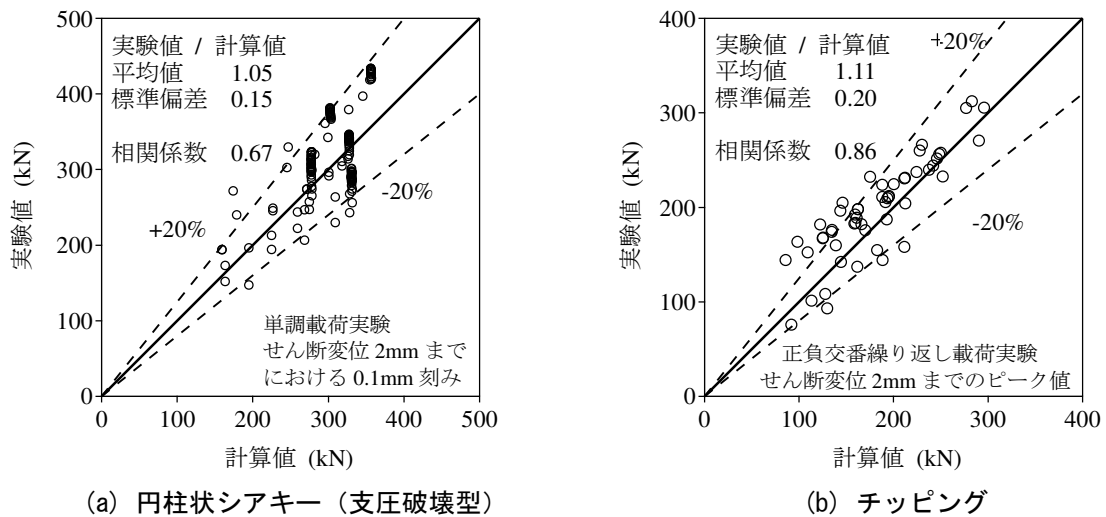 500
400
300
200
100
0
実験値 (kN)
実験値 / 計算値
平均値 1.05
標準偏差 0.15
相関係数 0.67
+20%
-20%
単調載荷実験
せん断変位 2mm まで
における 0.1mm 刻み
0 100 200 300 400 500
計算値 (kN)
(a) 円柱状シアキー（支圧破壊型）
400
300
200
100
0
実験値 (kN)
実験値 / 計算値
平均値 1.11
標準偏差 0.20
相関係数 0.86
+20%
-20%
正負交番繰り返し載荷実験
せん断変位 2mm までのピーク値
0 100 200 300 400
計算値 (kN)
(b) チッピング